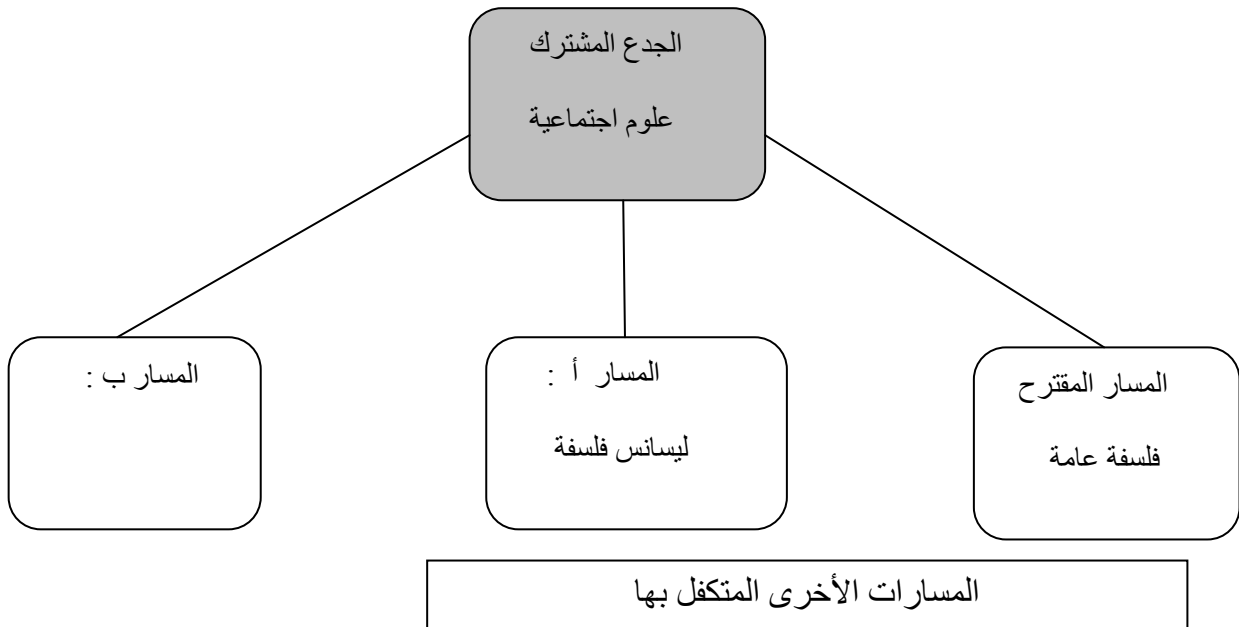 الجدع المشترك
علوم اجتماعية
المسار المقترح
فلسفة عامة
المسار أ :
ليسانس فلسفة
المسار ب :
المسارات الأخرى المتكفل بها